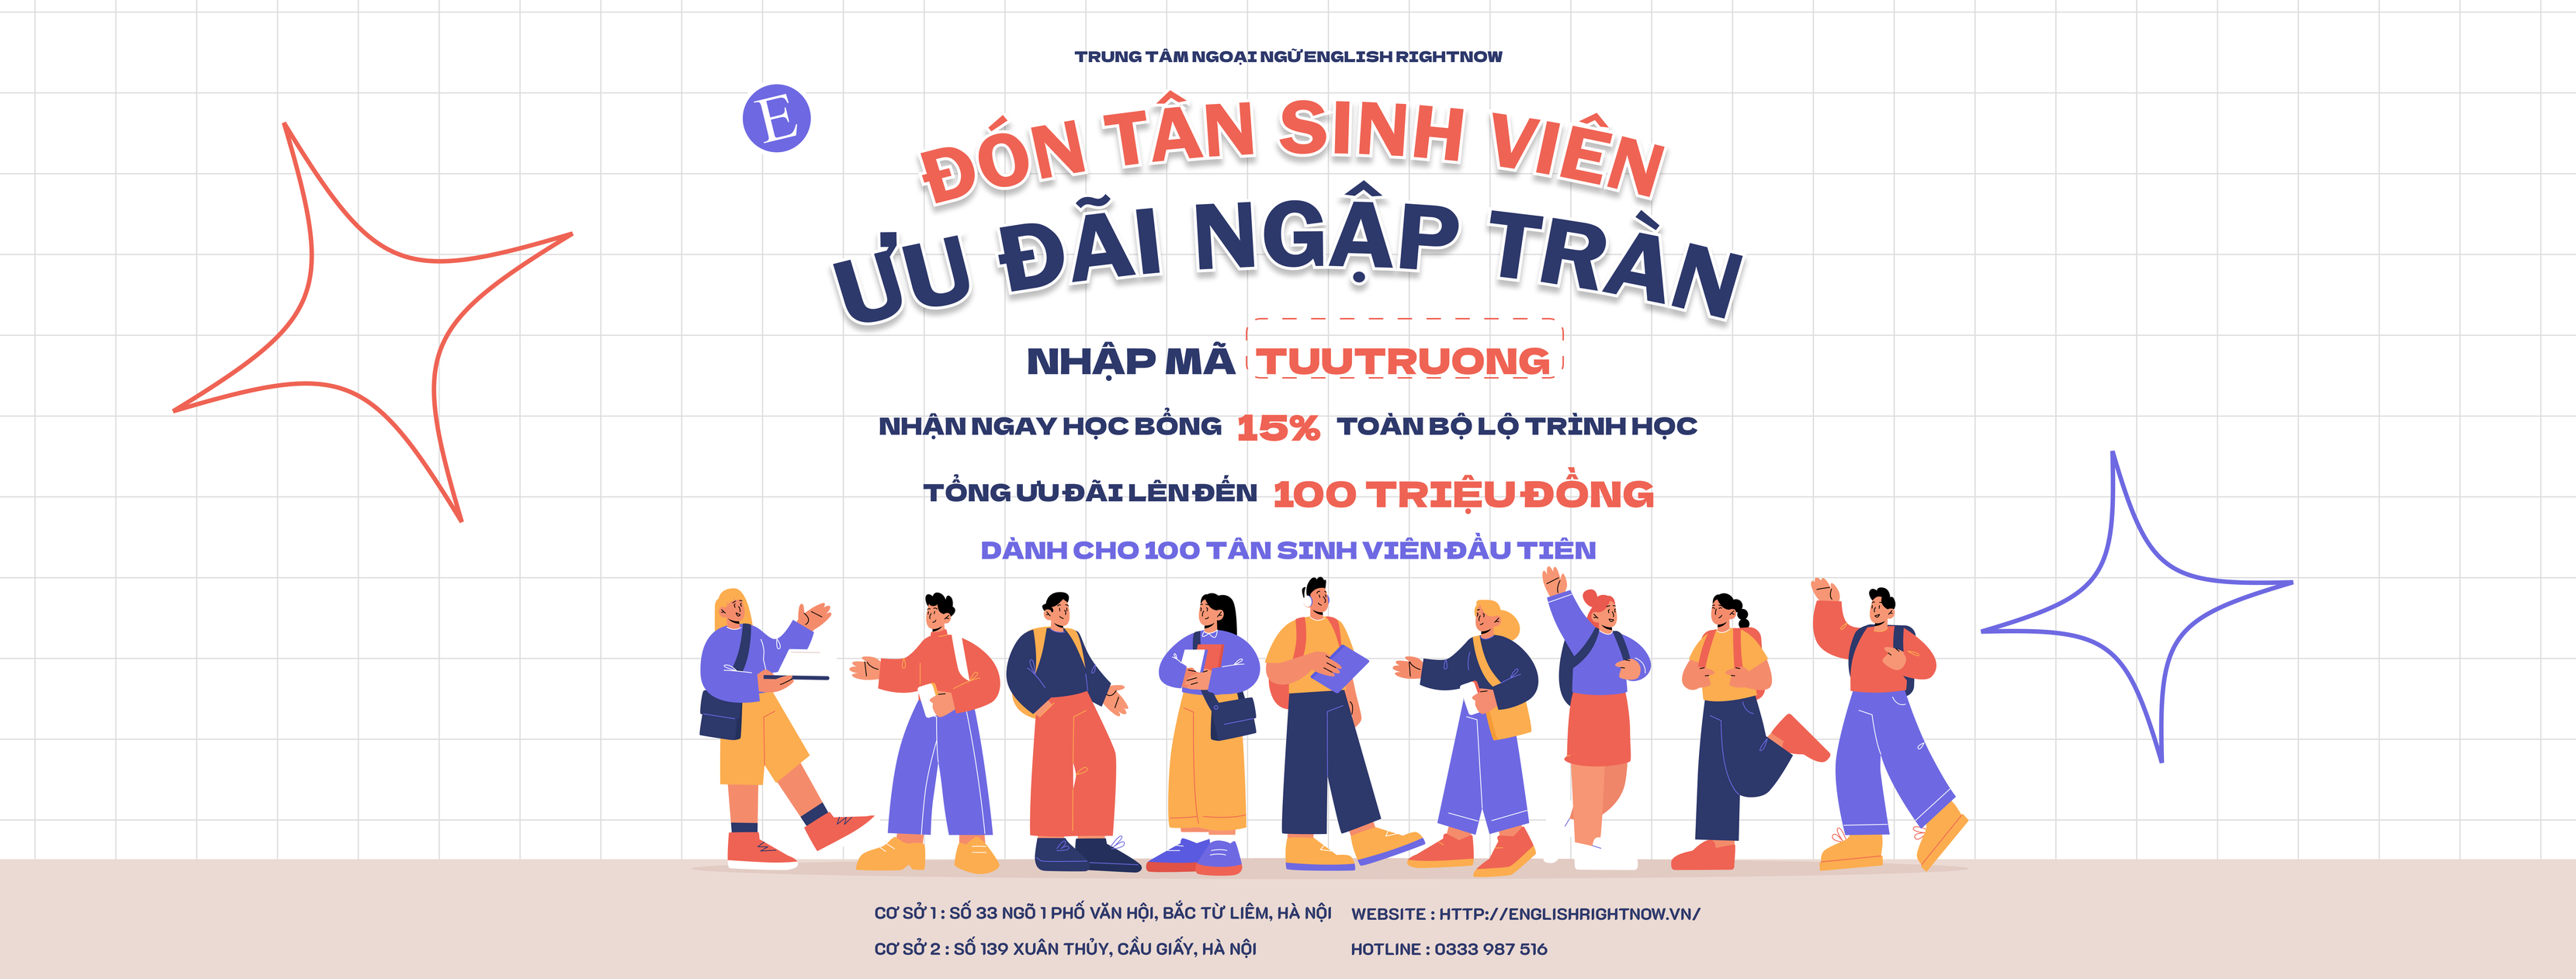 TRUNG TÂM NGOẠI NGỮ ENGLISH RIGHTNOW
E
ĐÓN TÂN SINH VIÊN
ƯU ĐÃI NGẬP TRÀN
NHẬP MÃ TUUTRUONG
NHẬN NGAY HỌC BỔNG 15% TOÀN BỘ LỘ TRÌNH HỌC
TỔNG ƯU ĐÃI LÊN ĐẾN 100 TRIỆU ĐỒNG
DÀNH CHO 100 TÂN SINH VIÊN ĐẦU TIÊN
CƠ SỞ 1 : SỐ 33 NGÕ 1 PHỐ VĂN HỘI, BẮC TỪ LIÊM, HÀ NỘI
CƠ SỞ 2 : SỐ 139 XUÂN THỦY, CẦU GIẤY, HÀ NỘI
WEBSITE : HTTP://ENGLISHRIGHTNOW.VN/
HOTLINE : 0333 987 516